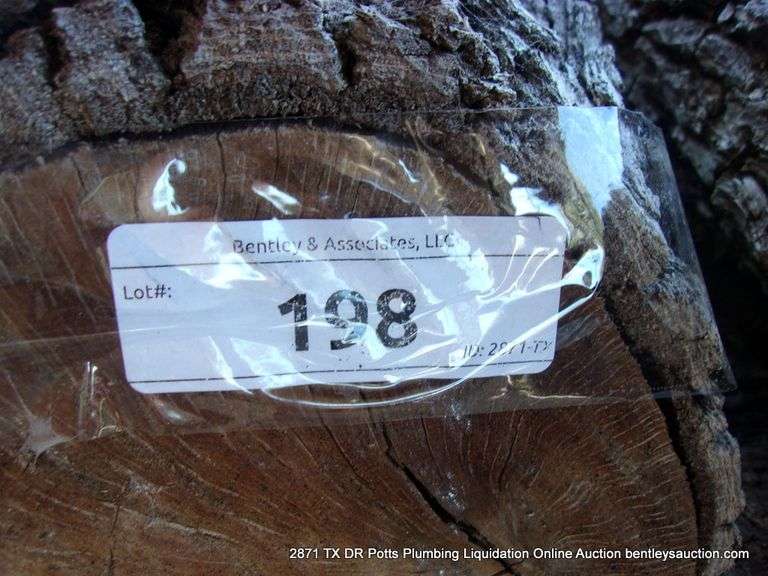 Bentley & Associates, LLC
Lot#:
198
ID: 2871-TX
2871 TX DR Potts Plumbing Liquidation Online Auction bentleysauction.com